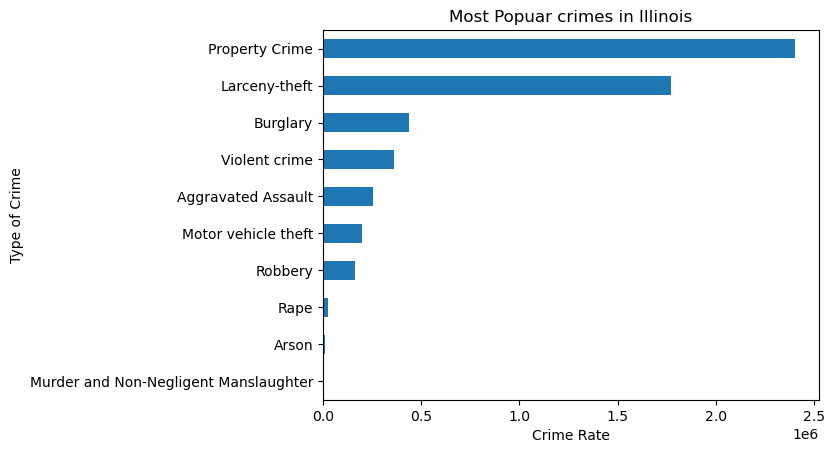 Most Popuar crimes in Illinois
Property Crime
Larceny-theft
Burglary
Violent crime
Aggravated Assault
Motor vehicle theft
Robbery
Rape
Arson
Murder and Non-Negligent Manslaughter
Type of Crime
0.0 0.5 1.0 1.5 2.0 2.5
1e6
Crime Rate